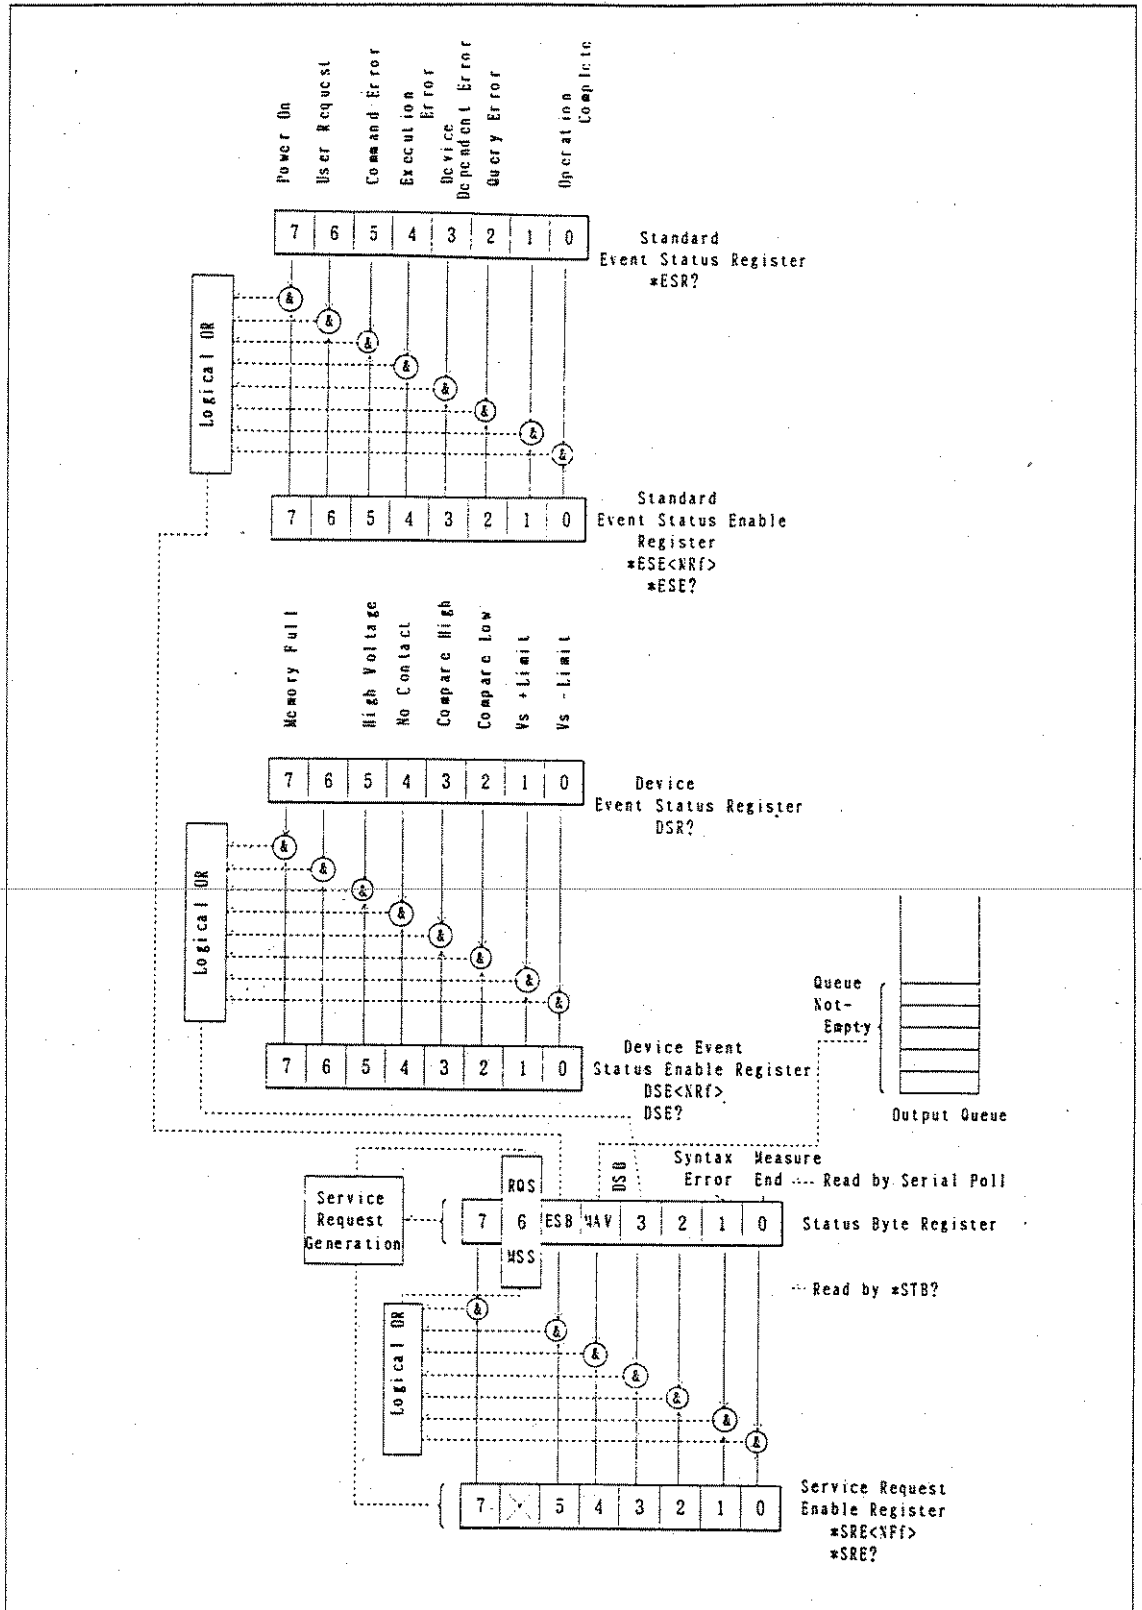 Power On
User Request
Command Error
Execution
Error
Device
Dependent Error
Query Error
Operation
Complete
7 6 5 4 3 2 1 0
Standard
Event Status Register
*ESR?
Logical OR
&
&
&
&
&
&
&
&
7 6 5 4 3 2 1 0
Standard
Event Status Enable
Register
*ESE<NRf>
*ESE?
Memory Full
High Voltage
No Contact
Compare High
Compare Low
Vs +Limit
Vs -Limit
7 6 5 4 3 2 1 0
Device
Event Status Register
DSR?
Logical OR
&
&
&
&
&
&
&
&
7 6 5 4 3 2 1 0
Device Event
Status Enable Register
DSE<NRf>
DSE?
Queue
Not-
Empty
Output Queue
DSB
Syntax
Error
Measure
End
Read by Serial Poll
Service
Request
Generation
RQS
7 6 ESB MAV 3 2 1 0
MSS
Status Byte Register
Read by *STB?
Logical OR
&
&
&
&
&
&
&
7 5 4 3 2 1 0
Service Request
Enable Register
*SRE<NRf>
*SRE?